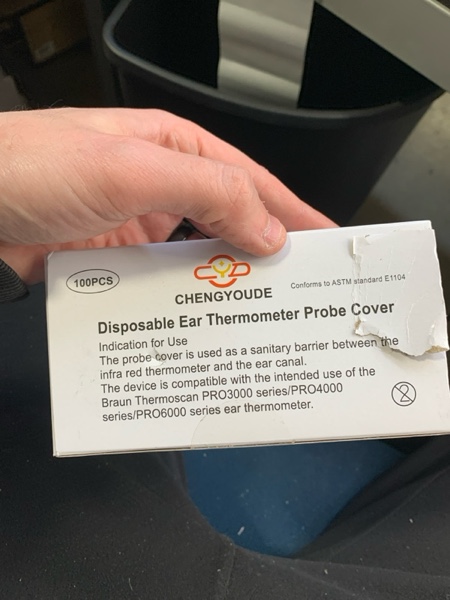 100PCS
CYD
CHENGYOUDE
Conforms to ASTM standard E1104
Disposable Ear Thermometer Probe Cover
Indication for Use
The probe cover is used as a sanitary barrier between the
infra red thermometer and the ear canal.
The device is compatible with the intended use of the
Braun Thermoscan PRO3000 series/PRO4000
series/PRO6000 series ear thermometer.
2